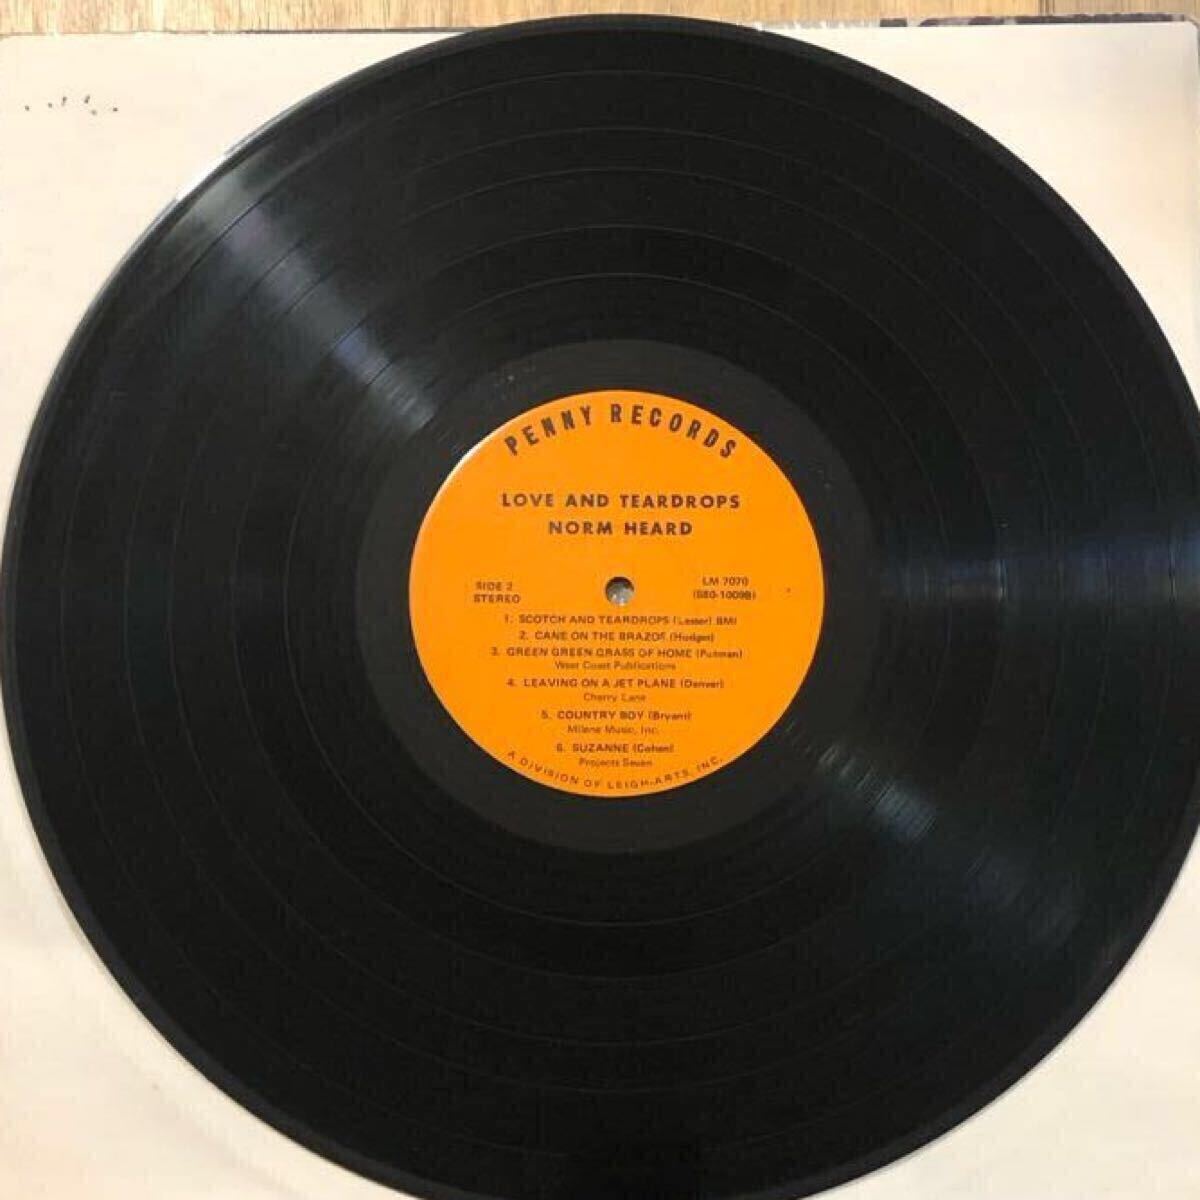 PENNY RECORDS
LOVE AND TEARDROPS
NORM HEARD
SIDE 2
STEREO
LM 7070
(S80-1009B)
1. SCOTCH AND TEARDROPS (Lester) BMI
2. CANE ON THE BRAZOS (Hodges)
3. GREEN GREEN GRASS OF HOME (Putman)
West Coast Publications
4. LEAVING ON A JET PLANE (Denver)
Cherry Lane
5. COUNTRY BOY (Bryant)
Milene Music, Inc.
6. SUZANNE (Cohen)
Projects Seven
A DIVISION OF LEIGH-ARTS, INC.